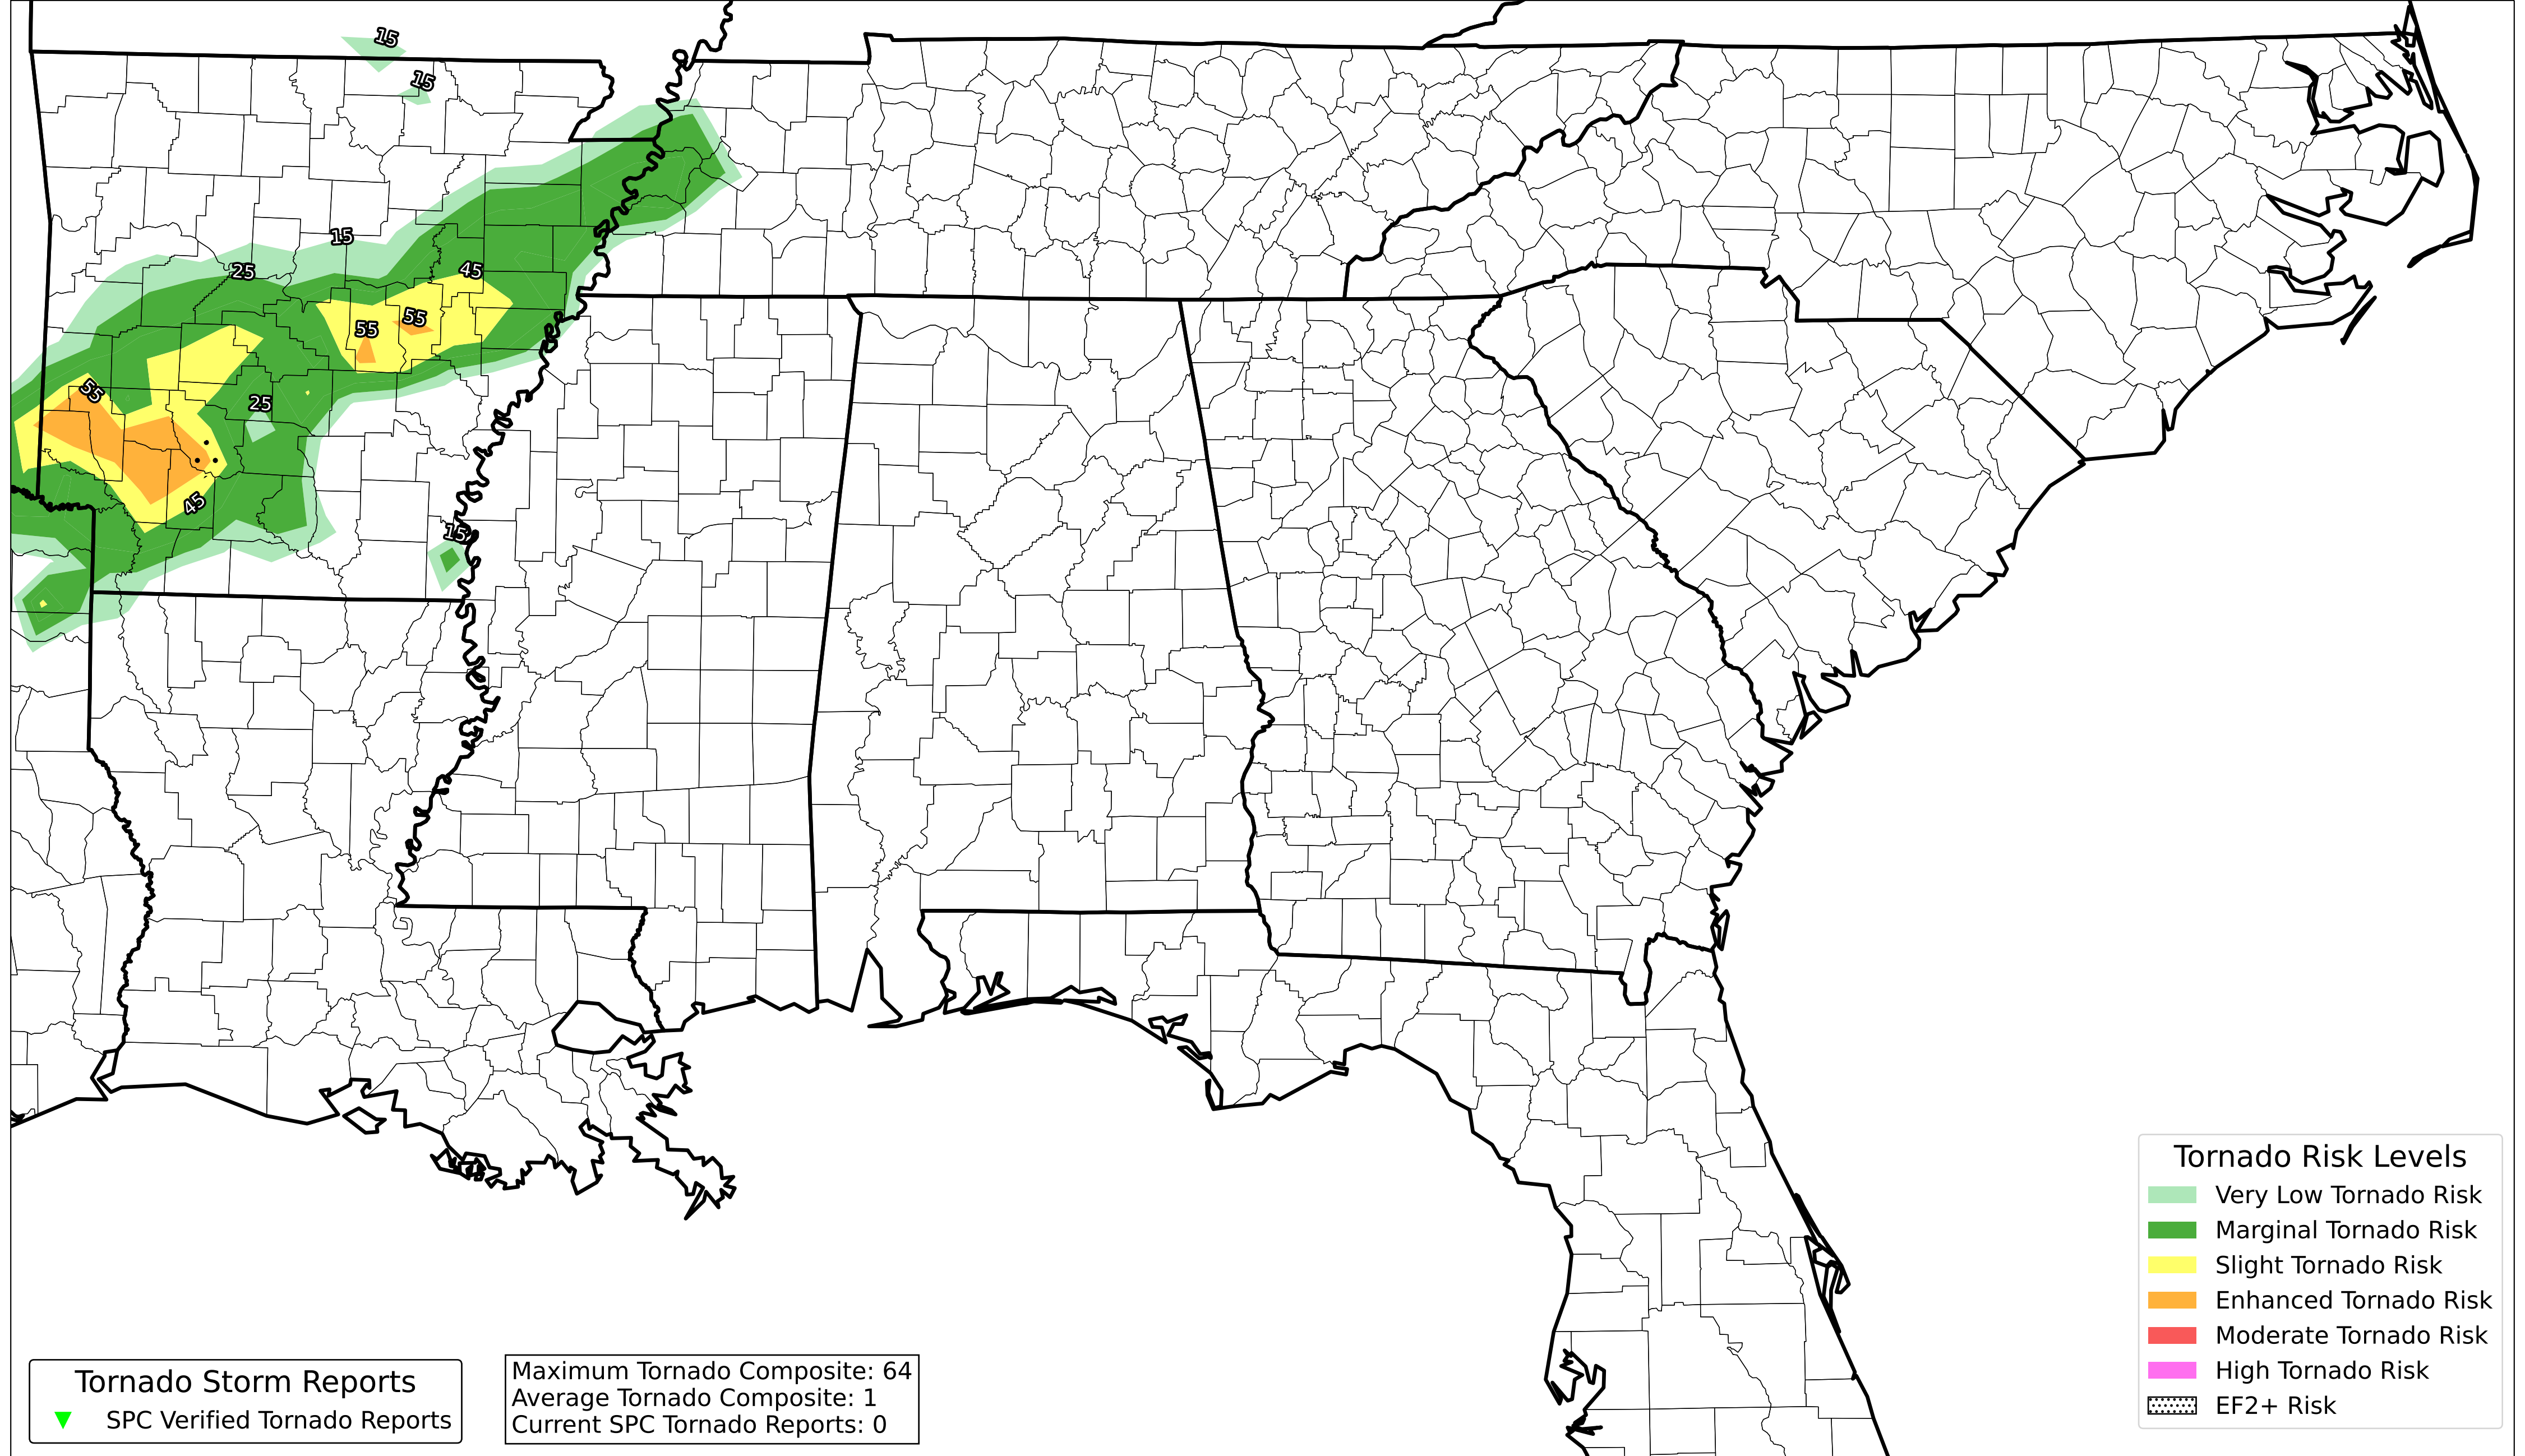 15
15
15
25
45
55
55
55
25
45
15
Tornado Risk Levels
Very Low Tornado Risk
Marginal Tornado Risk
Slight Tornado Risk
Enhanced Tornado Risk
Moderate Tornado Risk
High Tornado Risk
EF2+ Risk
Tornado Storm Reports
SPC Verified Tornado Reports
Maximum Tornado Composite: 64
Average Tornado Composite: 1
Current SPC Tornado Reports: 0